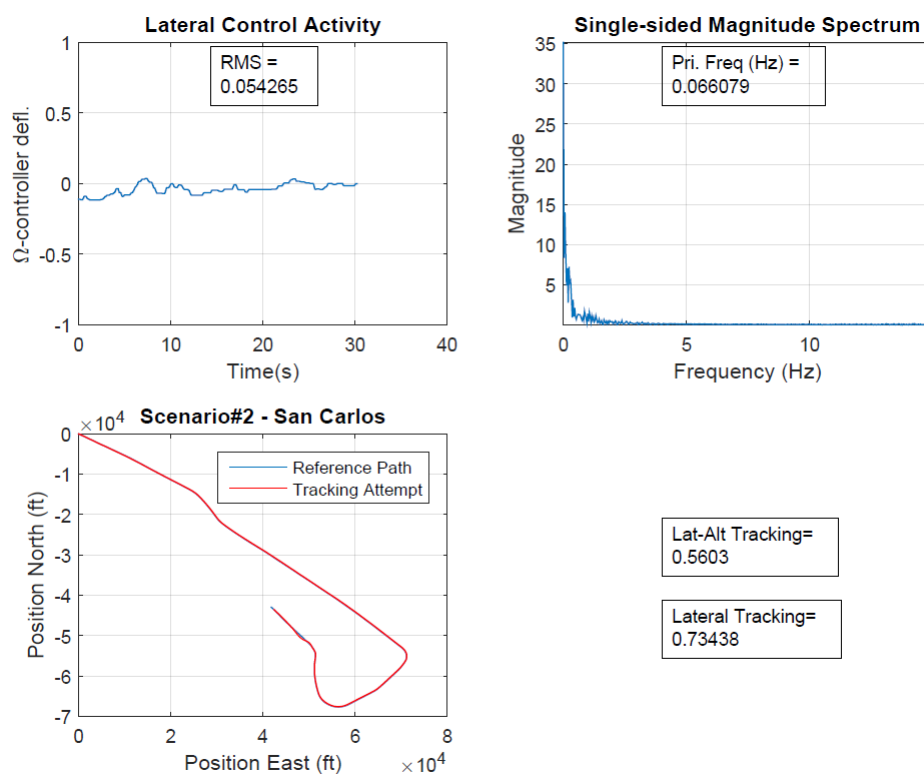 Lateral Control Activity
RMS =
0.054265
1
0.5
0
-0.5
-1
Ω-controller defl.
0
10
20
30
40
Time(s)
Single-sided Magnitude Spectrum
Pri. Freq (Hz) =
0.066079
35
30
25
20
15
10
5
Magnitude
0
5
10
Frequency (Hz)
×10⁴
Scenario#2 - San Carlos
Reference Path
Tracking Attempt
0
-1
-2
-3
-4
-5
-6
-7
Position North (ft)
0
2
4
6
8
Position East (ft)
×10⁴
Lat-Alt Tracking=
0.5603
Lateral Tracking=
0.73438